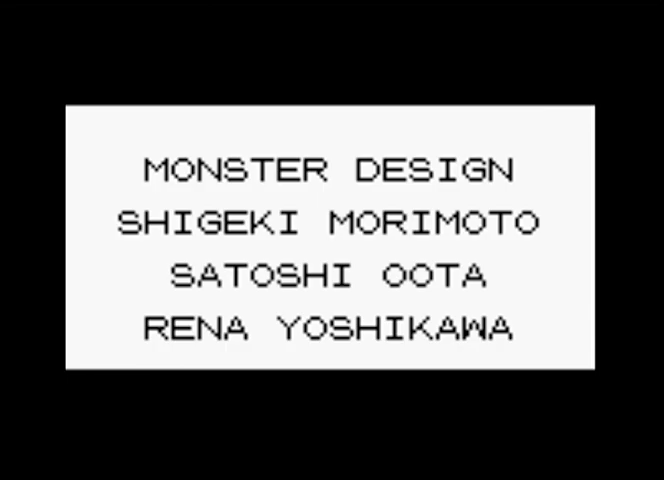 MONSTER DESIGN
SHIGEKI MORIMOTO
SATOSHI OOTA
RENA YOSHIKAWA